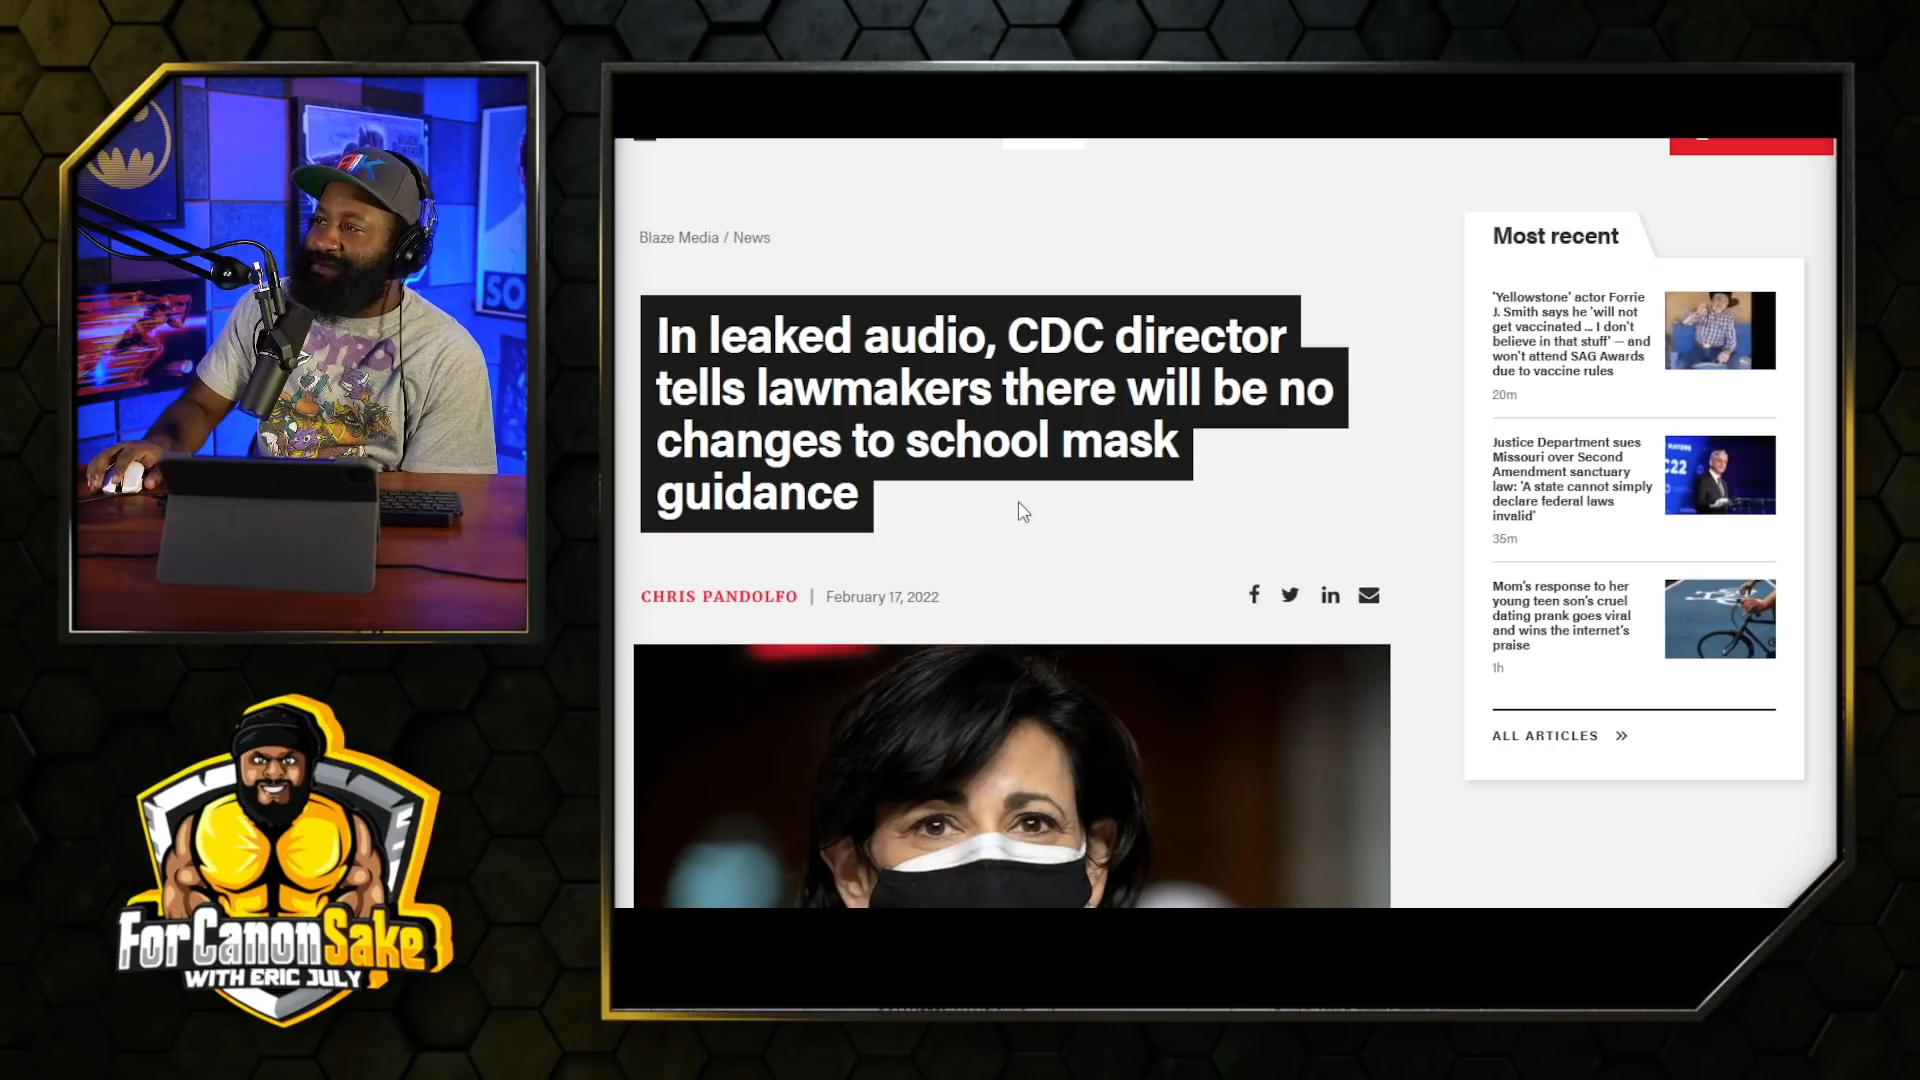 SO
ForCanonSake
WITH ERIC JULY
Blaze Media / News
In leaked audio, CDC director
tells lawmakers there will be no
changes to school mask
guidance
CHRIS PANDOLFO | February 17, 2022
Most recent
'Yellowstone' actor Forrie
J. Smith says he 'will not
get vaccinated ... I don't
believe in that stuff' — and
won't attend SAG Awards
due to vaccine rules
20m
Justice Department sues
Missouri over Second
Amendment sanctuary
law: 'A state cannot simply
declare federal laws
invalid'
35m
C22
Mom's response to her
young teen son's cruel
dating prank goes viral
and wins the internet's
praise
1h
ALL ARTICLES